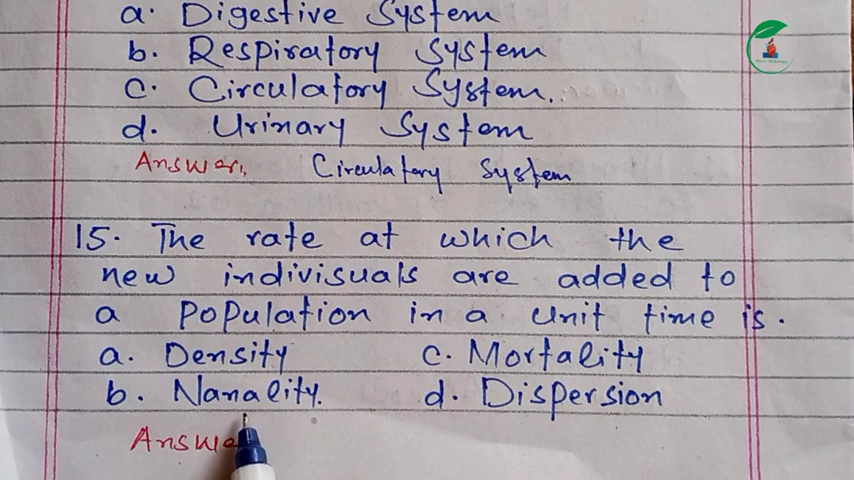 a. Digestive System
b. Respiratory System
c. Circulatory System.
d. Urinary System
Answer, Circulatory System
15. The rate at which the
new indivisuals are added to
a population in a unit time is.
a. Density c. Mortality
b. Nanality. d. Dispersion